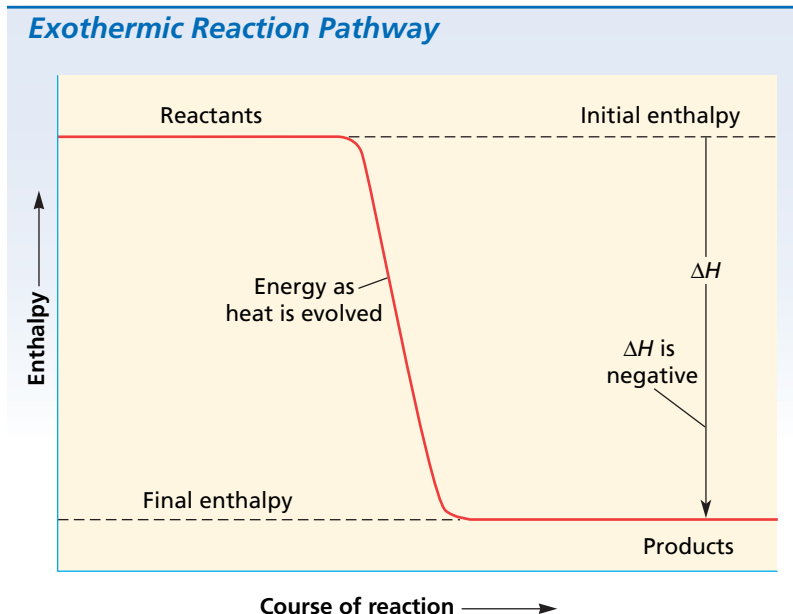 Exothermic Reaction Pathway
Reactants
Initial enthalpy
Enthalpy
Energy as
heat is evolved
ΔH
ΔH is
negative
Final enthalpy
Products
Course of reaction